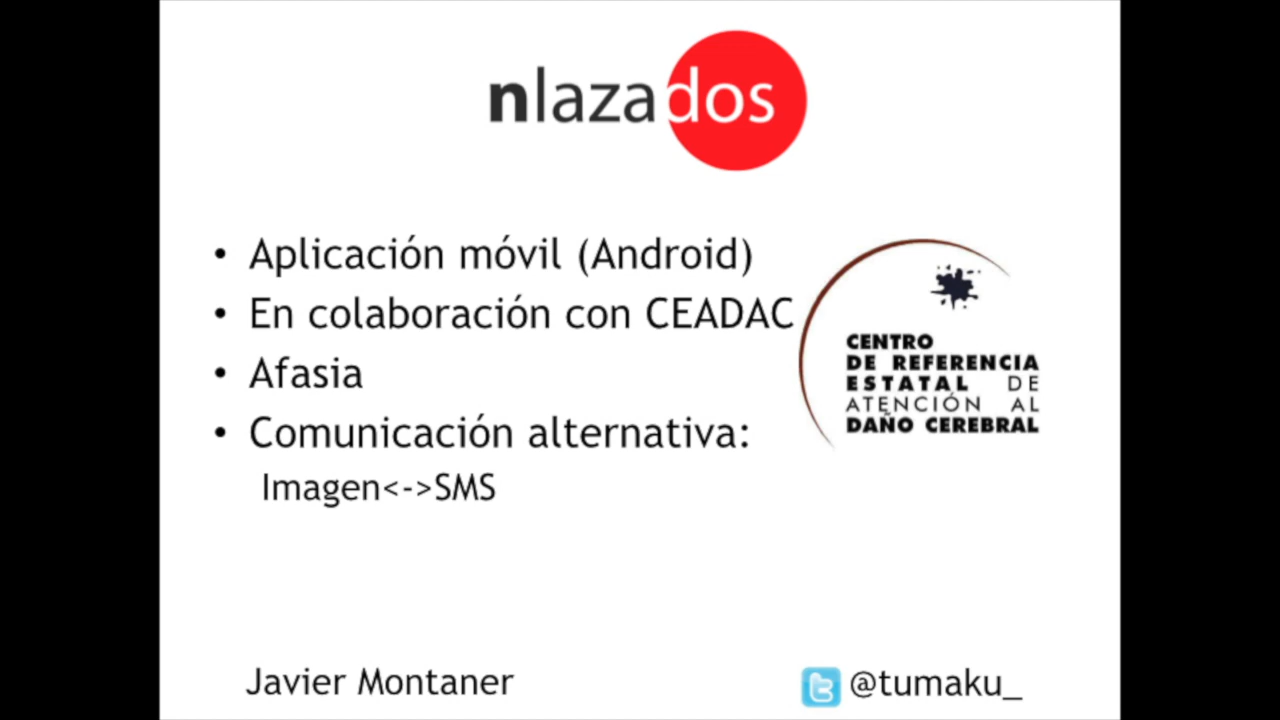 nlazados
• Aplicación móvil (Android)
• En colaboración con CEADAC
• Afasia
• Comunicación alternativa:
Imagen<->SMS
CENTRO
DE REFERENCIA
ESTATAL DE
ATENCIÓN AL
DAÑO CEREBRAL
Javier Montaner
@tumaku_